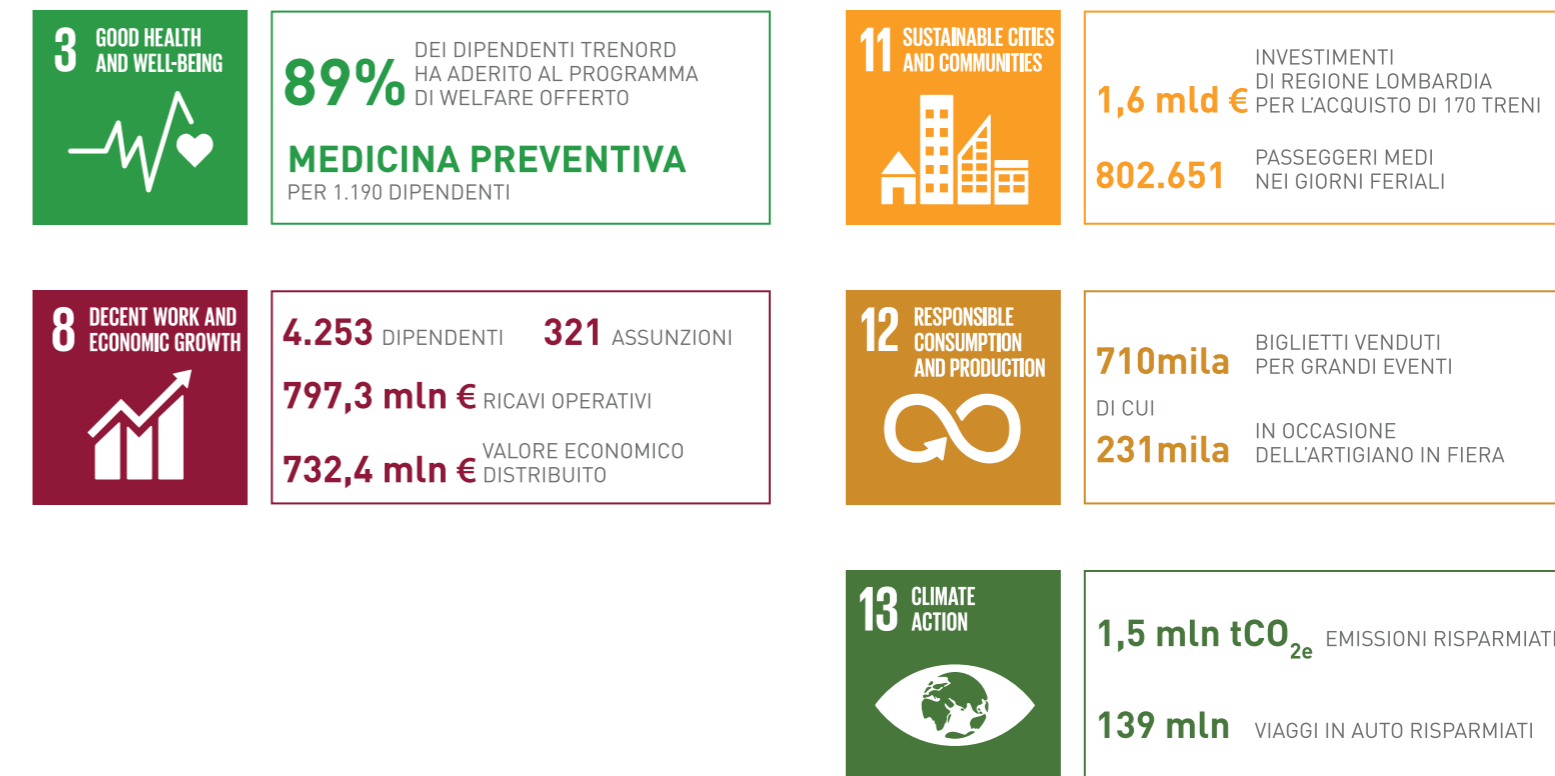 3 GOOD HEALTH
AND WELL-BEING
89% DEI DIPENDENTI TRENORD
HA ADERITO AL PROGRAMMA
DI WELFARE OFFERTO
MEDICINA PREVENTIVA
PER 1.190 DIPENDENTI
8 DECENT WORK AND
ECONOMIC GROWTH
4.253 DIPENDENTI 321 ASSUNZIONI
797,3 mln € RICAVI OPERATIVI
732,4 mln € VALORE ECONOMICO
DISTRIBUITO
11 SUSTAINABLE CITIES
AND COMMUNITIES
1,6 mld € INVESTIMENTI
DI REGIONE LOMBARDIA
PER L'ACQUISTO DI 170 TRENI
802.651 PASSEGGERI MEDI
NEI GIORNI FERIALI
12 RESPONSIBLE
CONSUMPTION
AND PRODUCTION
710mila BIGLIETTI VENDUTI
PER GRANDI EVENTI
DI CUI
231mila IN OCCASIONE
DELL'ARTIGIANO IN FIERA
13 CLIMATE
ACTION
1,5 mln tCO2e EMISSIONI RISPARMIATI
139 mln VIAGGI IN AUTO RISPARMIATI